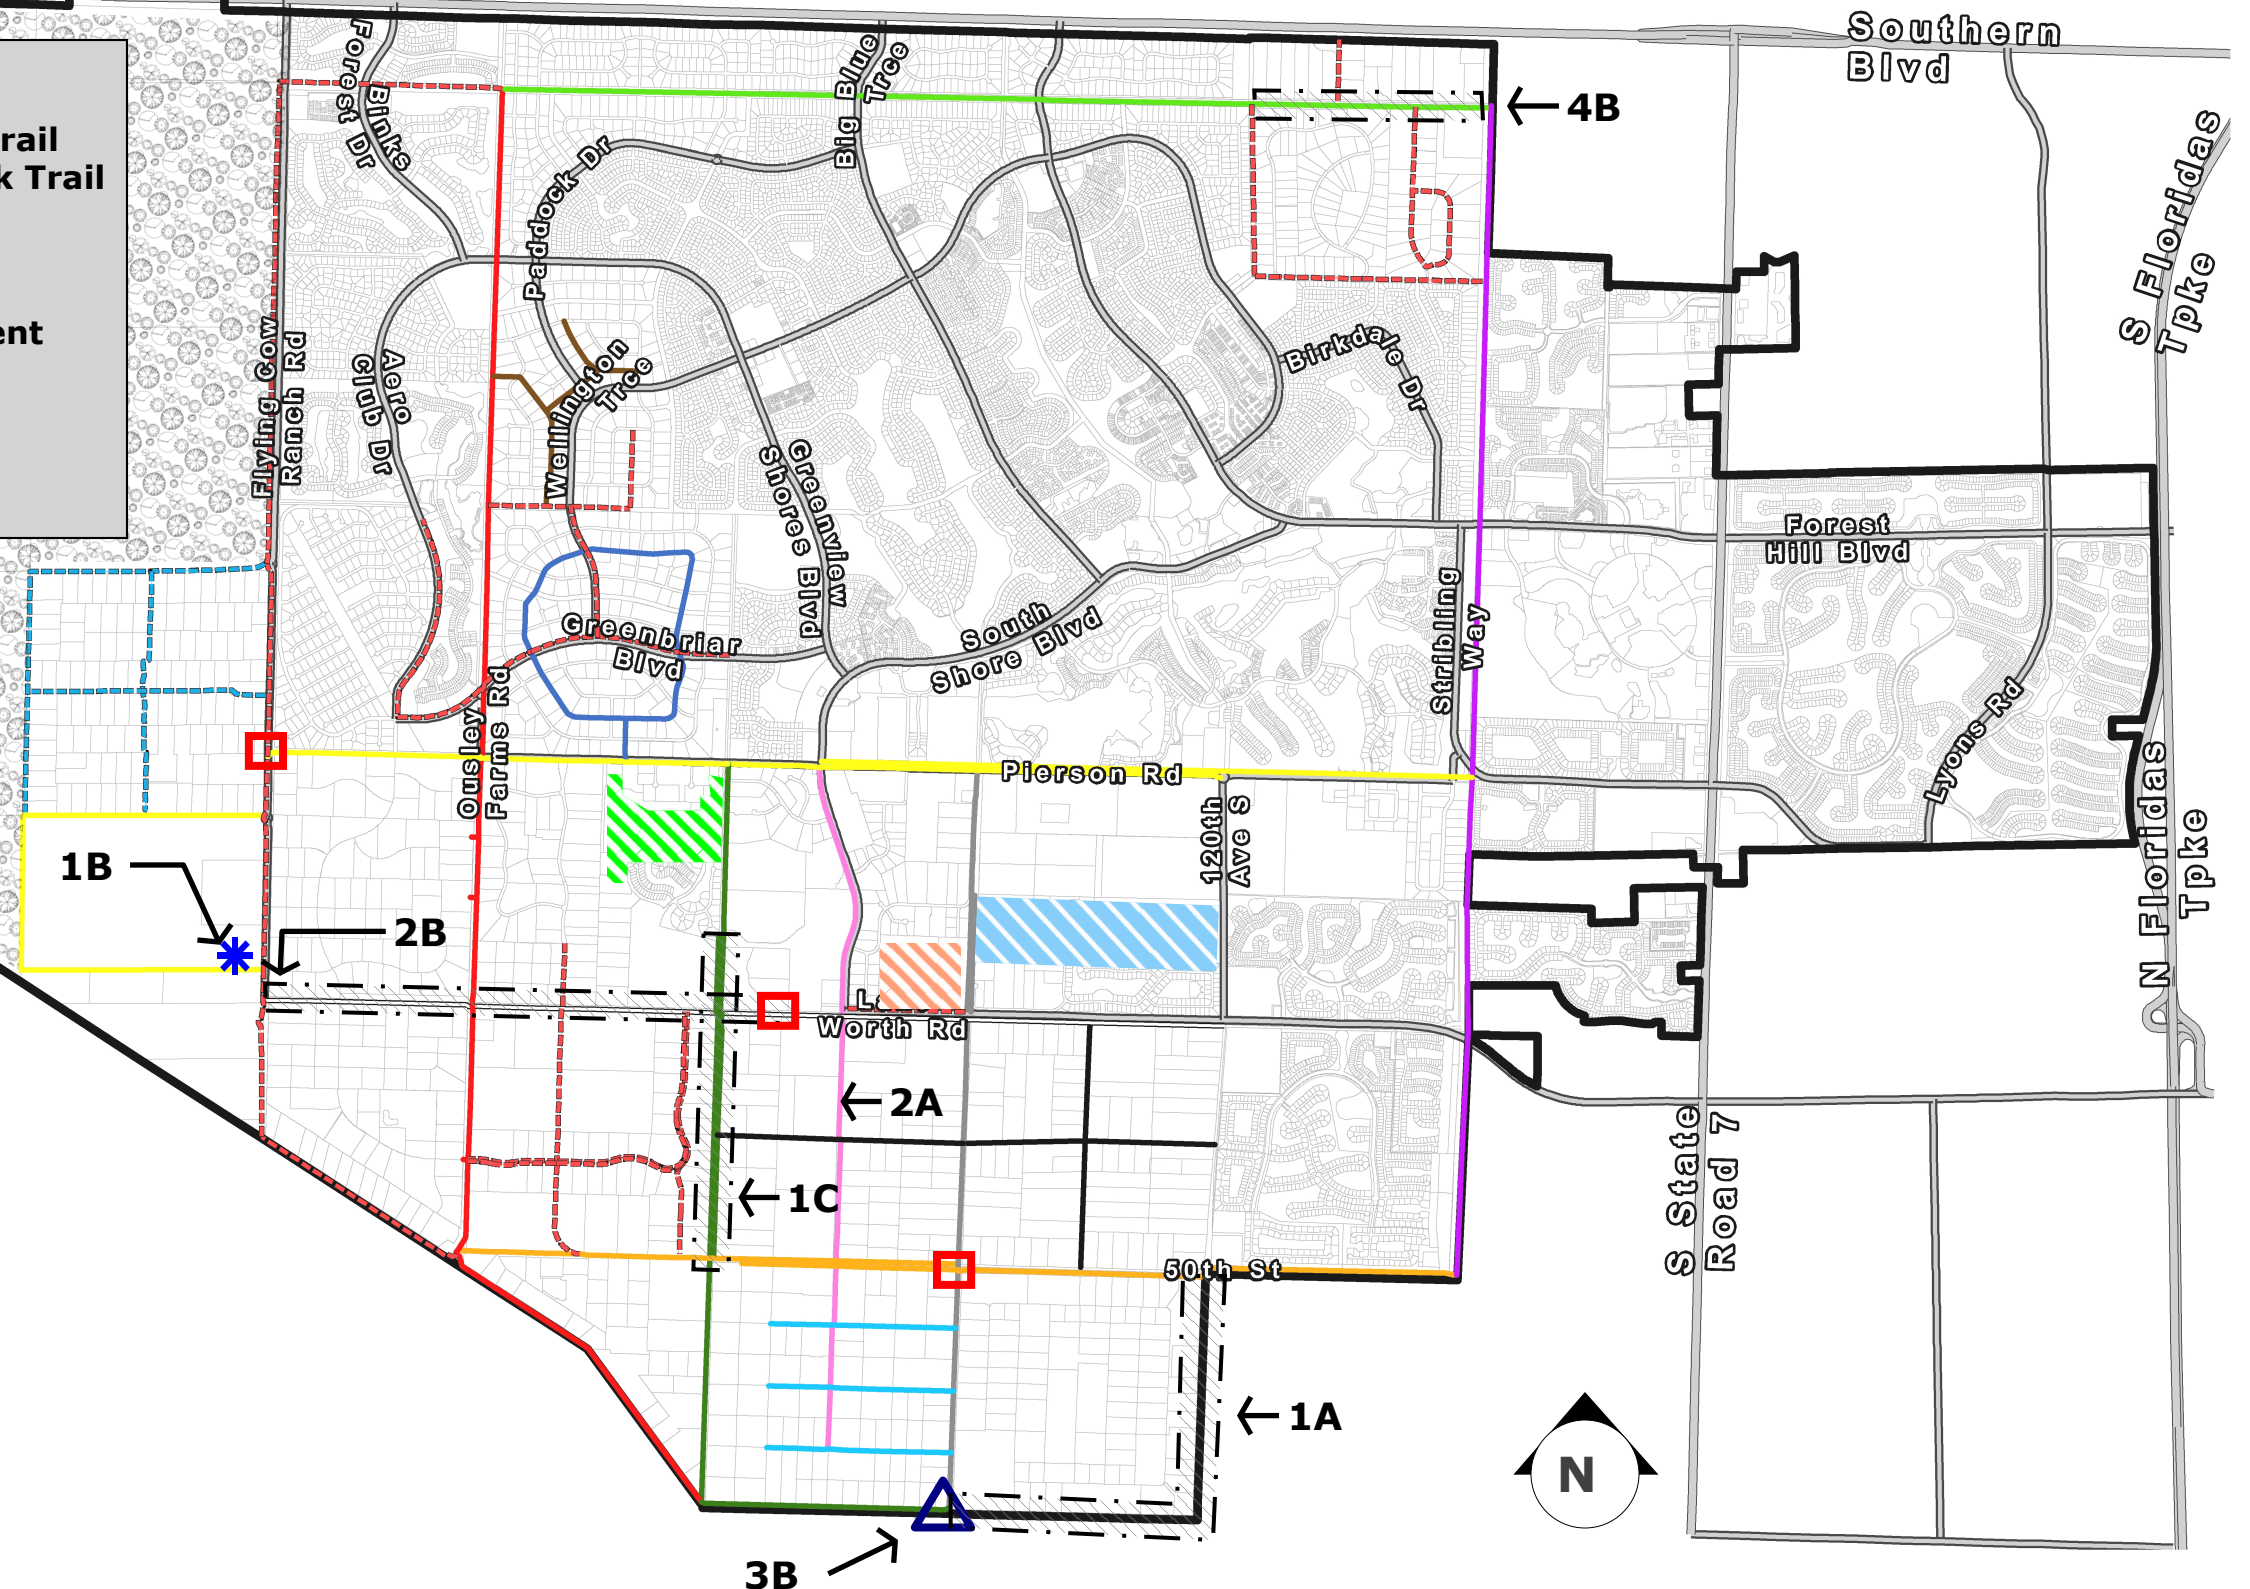 Southern
Blvd
Forest Dr
Binks
Big Blue
Trce
4B
rail
k Trail
ent
Paddock Dr
S Floridas
Tpke
Flying Cow
Ranch Rd
Aero
Club Dr
Wellington
Trce
Birkdale Dr
Greenview
Shores Blvd
Forest
Hill Blvd
Greenbriar
Blvd
South
Shore Blvd
Stribling
Way
Ousley
Farms Rd
Lyons Rd
Pierson Rd
120th
Ave S
N Floridas
Tpke
1B
2B
Worth Rd
2A
1C
S State
Road 7
50th St
1A
N
3B